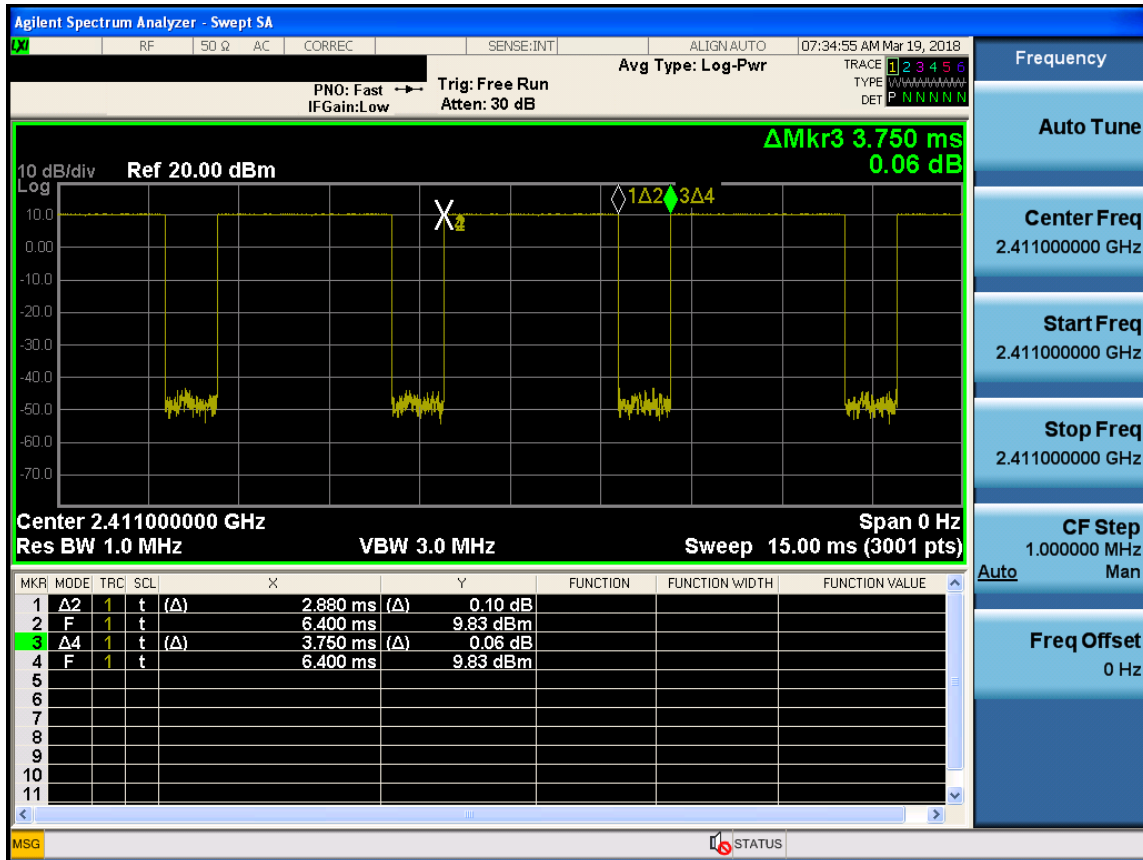 Agilent Spectrum Analyzer - Swept SA
LXI RF 50 Ω AC CORREC SENSE:INT ALIGN AUTO 07:34:55 AM Mar 19, 2018
PNO: Fast
IFGain:Low
Trig: Free Run
Atten: 30 dB
Avg Type: Log-Pwr
TRACE 1 2 3 4 5 6
TYPE
DET P N N N N N
ΔMkr3 3.750 ms
0.06 dB
10 dB/div Ref 20.00 dBm
Log
1Δ2 3Δ4
10.0
0.00
-10.0
-20.0
-30.0
-40.0
-50.0
-60.0
-70.0
Center 2.411000000 GHz Span 0 Hz
Res BW 1.0 MHz VBW 3.0 MHz Sweep 15.00 ms (3001 pts)
MKR MODE TRC SCL X Y FUNCTION FUNCTION WIDTH FUNCTION VALUE
1 Δ2 1 t (Δ) 2.880 ms (Δ) 0.10 dB
2 F 1 t 6.400 ms 9.83 dBm
3 Δ4 1 t (Δ) 3.750 ms (Δ) 0.06 dB
4 F 1 t 6.400 ms 9.83 dBm
5
6
7
8
9
10
11
MSG STATUS
Frequency
Auto Tune
Center Freq
2.411000000 GHz
Start Freq
2.411000000 GHz
Stop Freq
2.411000000 GHz
CF Step
1.000000 MHz
Auto Man
Freq Offset
0 Hz